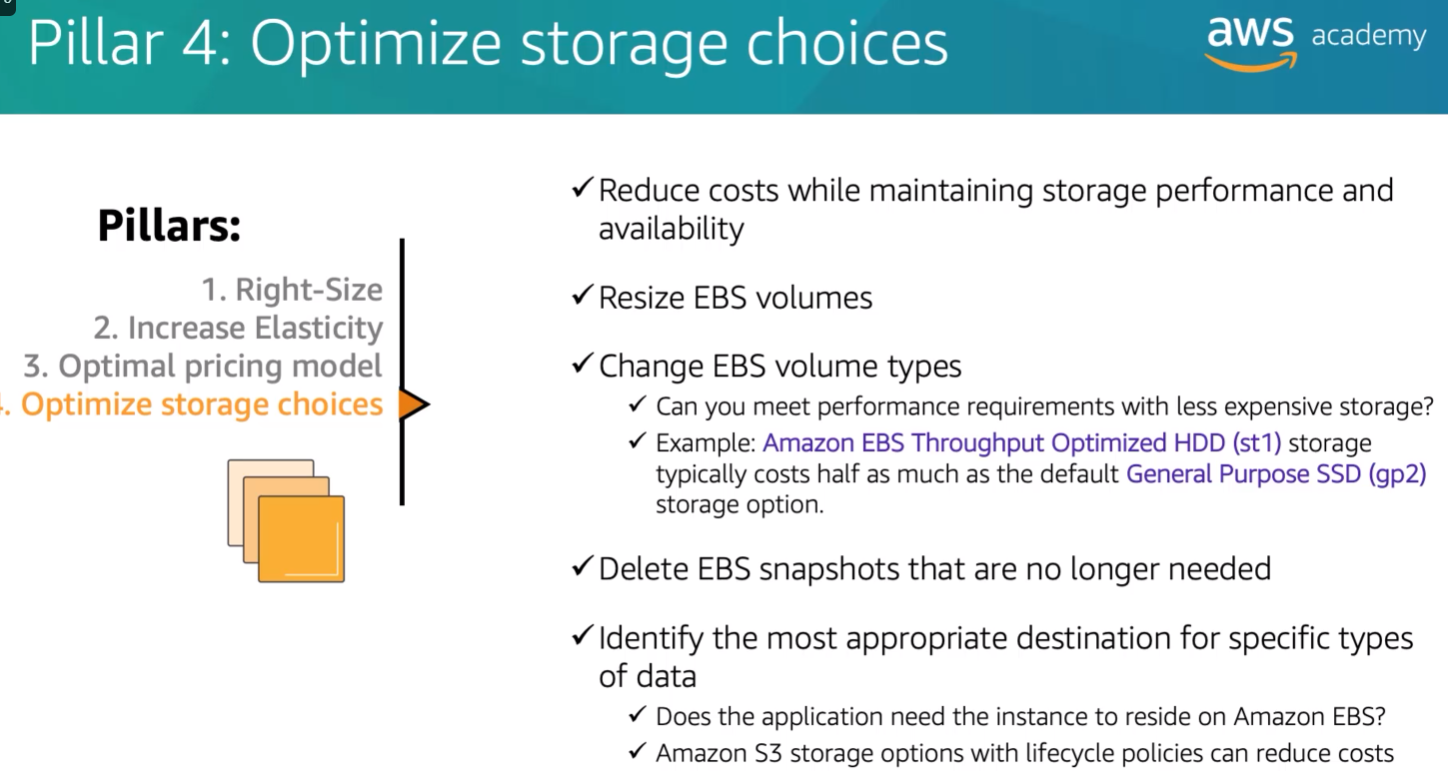 Pillar 4: Optimize storage choices
aws academy
Pillars:
1. Right-Size
2. Increase Elasticity
3. Optimal pricing model
. Optimize storage choices
✓Reduce costs while maintaining storage performance and
availability
✓Resize EBS volumes
✓Change EBS volume types
✓ Can you meet performance requirements with less expensive storage?
✓ Example: Amazon EBS Throughput Optimized HDD (st1) storage
typically costs half as much as the default General Purpose SSD (gp2)
storage option.
✓Delete EBS snapshots that are no longer needed
✓Identify the most appropriate destination for specific types
of data
✓ Does the application need the instance to reside on Amazon EBS?
✓ Amazon S3 storage options with lifecycle policies can reduce costs